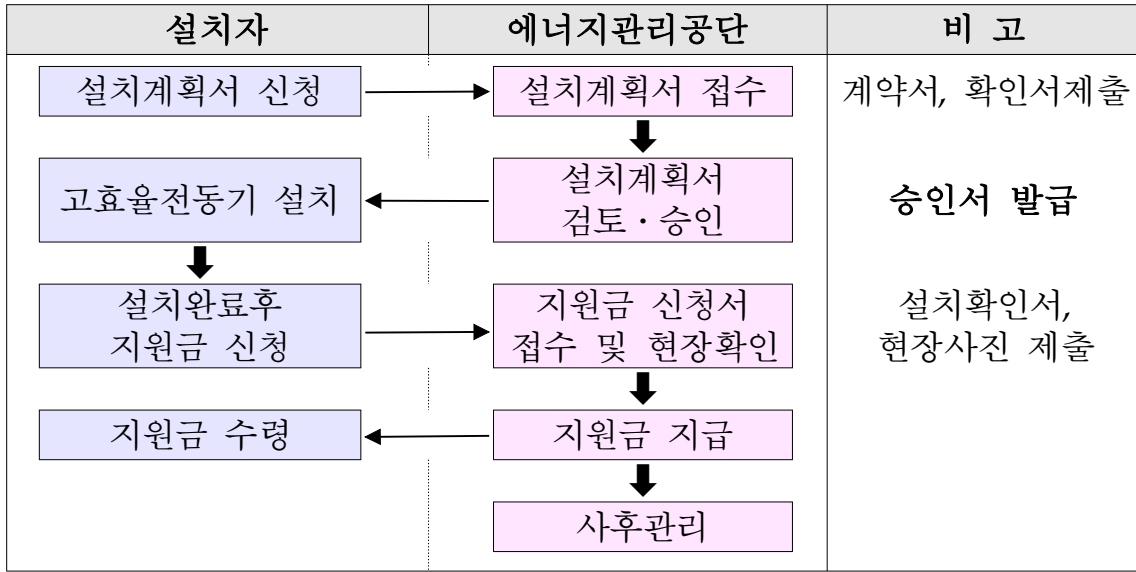 설치자
에너지관리공단
비 고
설치계획서 신청
설치계획서 접수
계약서, 확인서제출
고효율전동기 설치
설치계획서
검토·승인
승인서 발급
설치완료후
지원금 신청
지원금 신청서
접수 및 현장확인
설치확인서,
현장사진 제출
지원금 수령
지원금 지급
사후관리